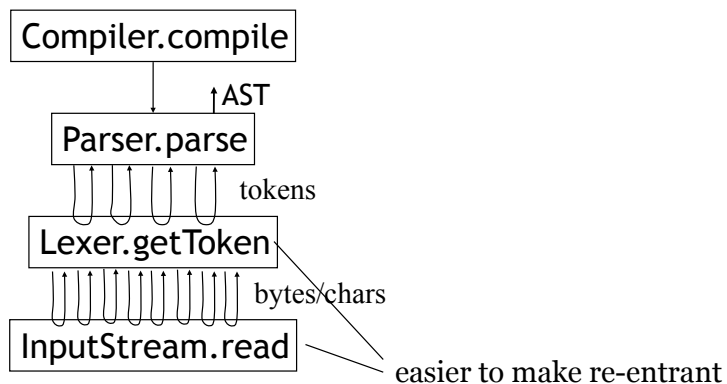 Compiler.compile
AST
Parser.parse
tokens
Lexer.getToken
bytes/chars
InputStream.read
easier to make re-entrant